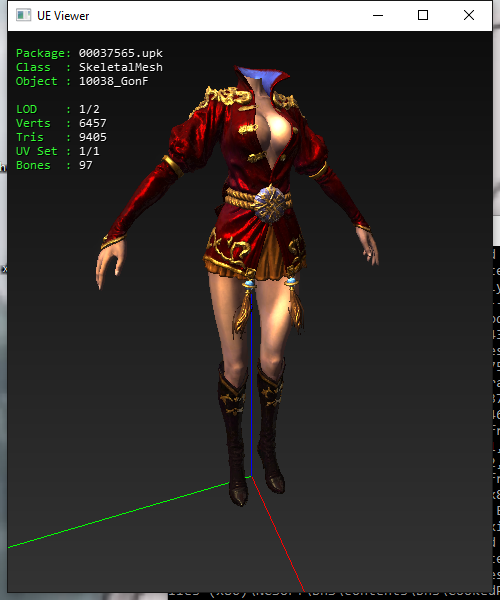 UE Viewer
Package: 00037565.upk
Class : SkeletalMesh
Object : 10038_GonF
LOD : 1/2
Verts : 6457
Tris : 9405
UV Set : 1/1
Bones : 97